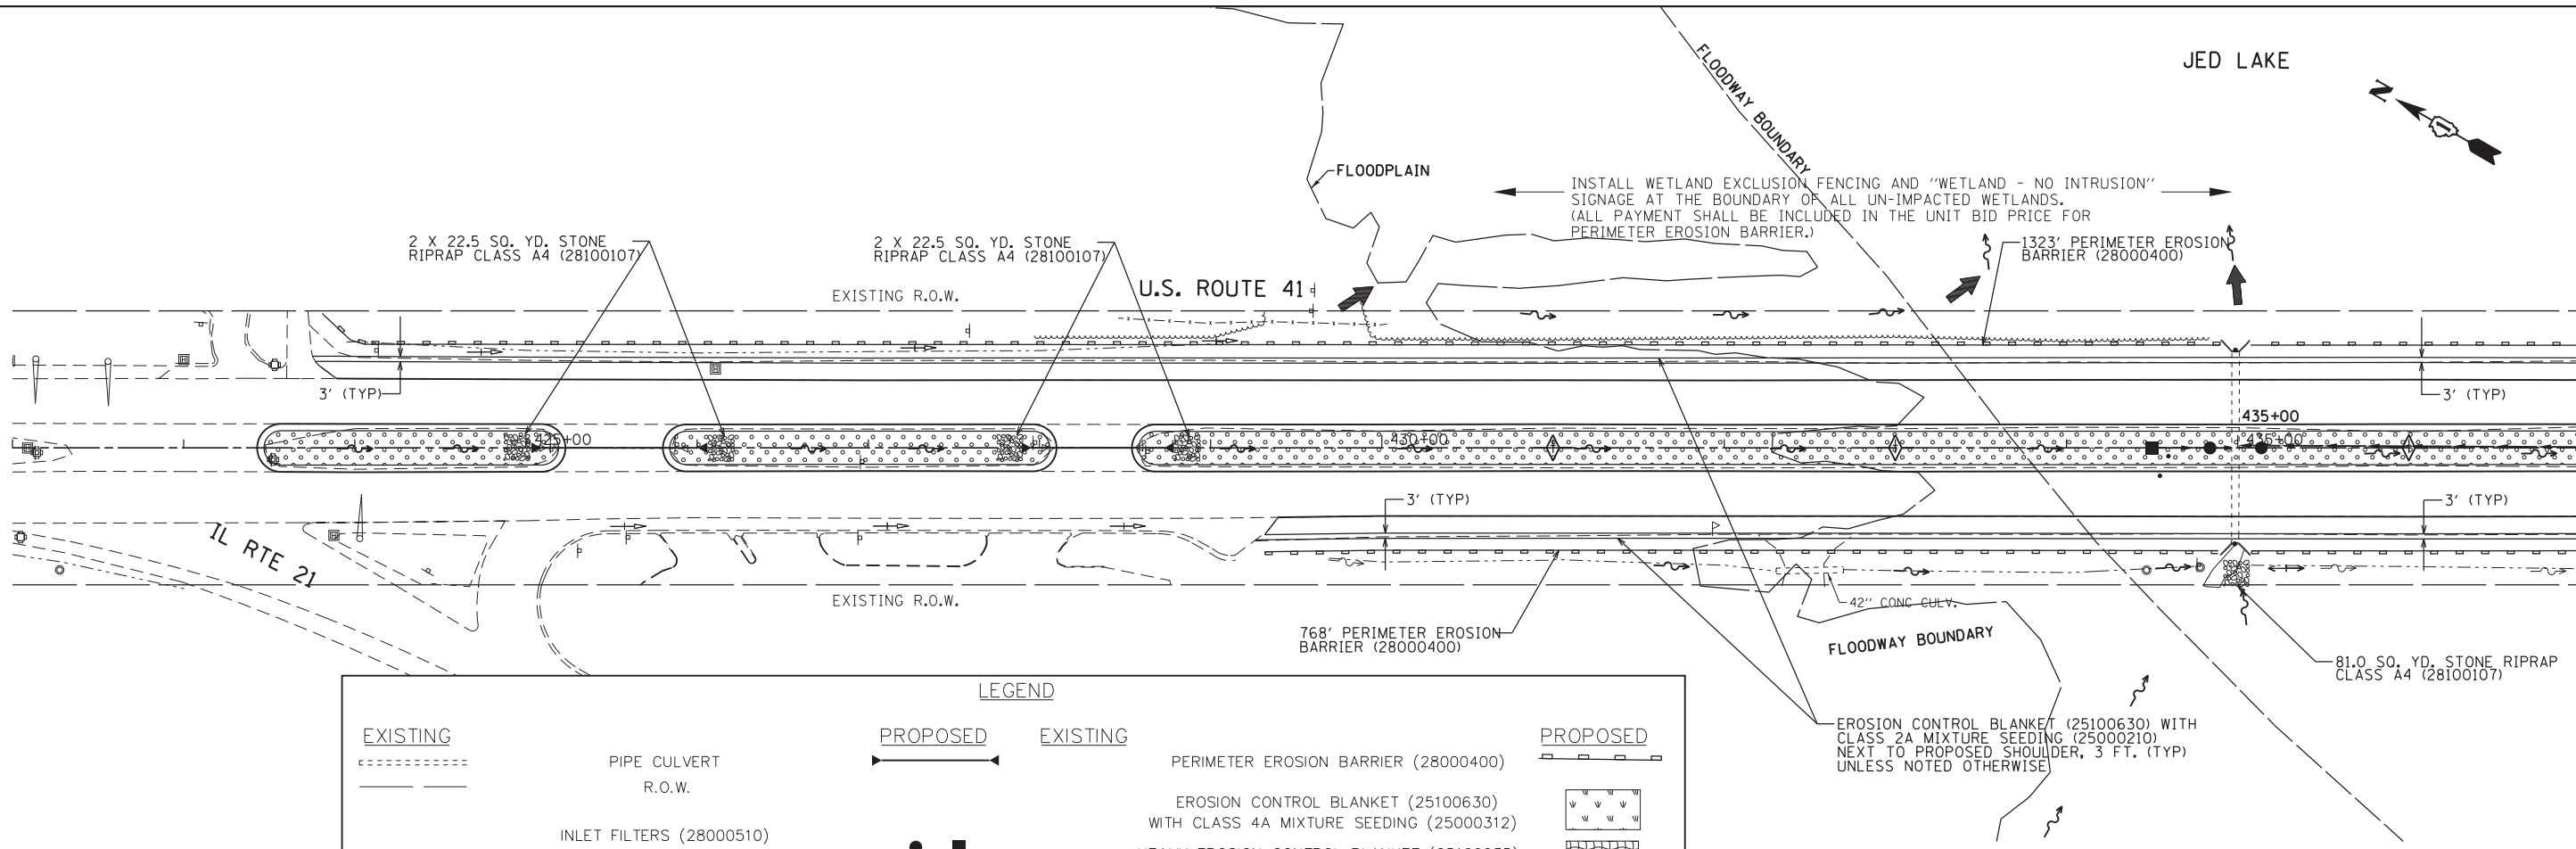 JED LAKE
N
FLOODWAY BOUNDARY
FLOODPLAIN
INSTALL WETLAND EXCLUSION FENCING AND "WETLAND - NO INTRUSION"
SIGNAGE AT THE BOUNDARY OF ALL UN-IMPACTED WETLANDS.
(ALL PAYMENT SHALL BE INCLUDED IN THE UNIT BID PRICE FOR
PERIMETER EROSION BARRIER.)
2 X 22.5 SQ. YD. STONE
RIPRAP CLASS A4 (28100107)
2 X 22.5 SQ. YD. STONE
RIPRAP CLASS A4 (28100107)
1323' PERIMETER EROSION
BARRIER (28000400)
EXISTING R.O.W.
U.S. ROUTE 41
3' (TYP)
3' (TYP)
435+00
425+00
430+00
435+00
3' (TYP)
3' (TYP)
IL RTE 21
EXISTING R.O.W.
42" CONC CULV.
768' PERIMETER EROSION
BARRIER (28000400)
FLOODWAY BOUNDARY
81.0 SQ. YD. STONE RIPRAP
CLASS A4 (28100107)
EROSION CONTROL BLANKET (25100630) WITH
CLASS 2A MIXTURE SEEDING (25000210)
NEXT TO PROPOSED SHOULDER, 3 FT. (TYP)
UNLESS NOTED OTHERWISE
LEGEND
EXISTING
PROPOSED
EXISTING
PROPOSED
PIPE CULVERT
PERIMETER EROSION BARRIER (28000400)
R.O.W.
EROSION CONTROL BLANKET (25100630)
WITH CLASS 4A MIXTURE SEEDING (25000312)
INLET FILTERS (28000510)